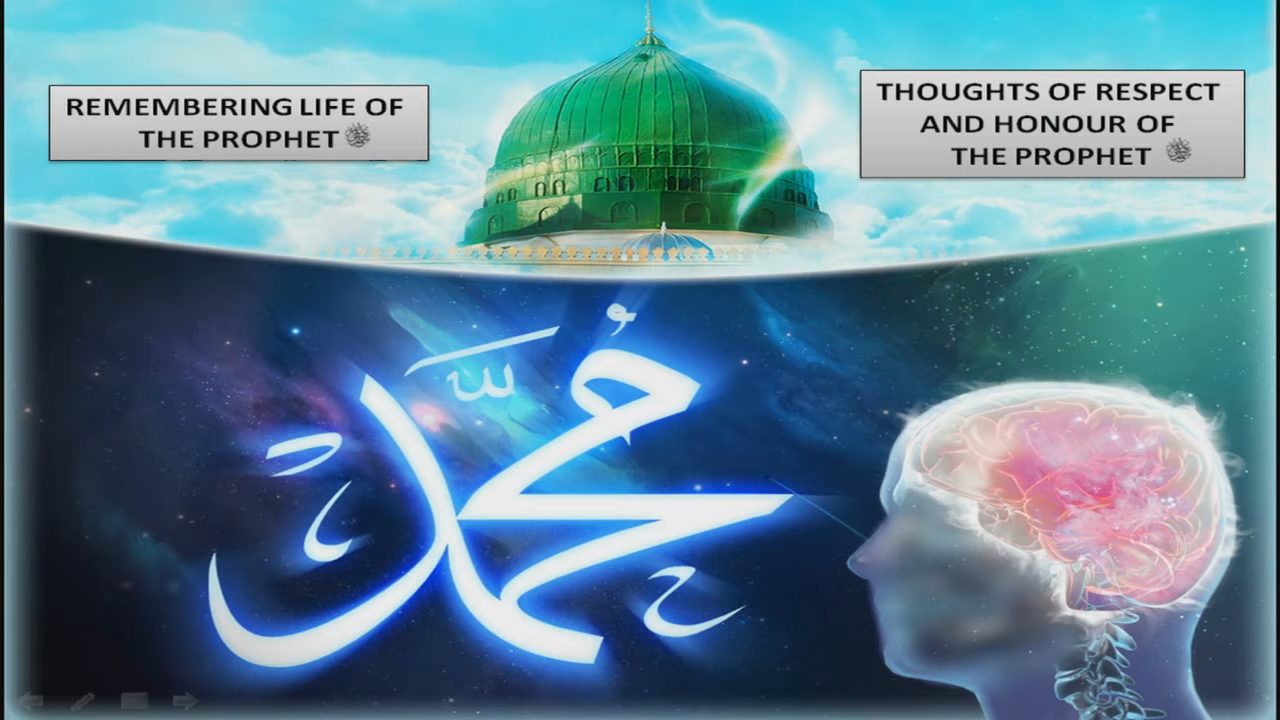 REMEMBERING LIFE OF
THE PROPHET ﷺ
THOUGHTS OF RESPECT
AND HONOUR OF
THE PROPHET ﷺ
مُحَمَّد